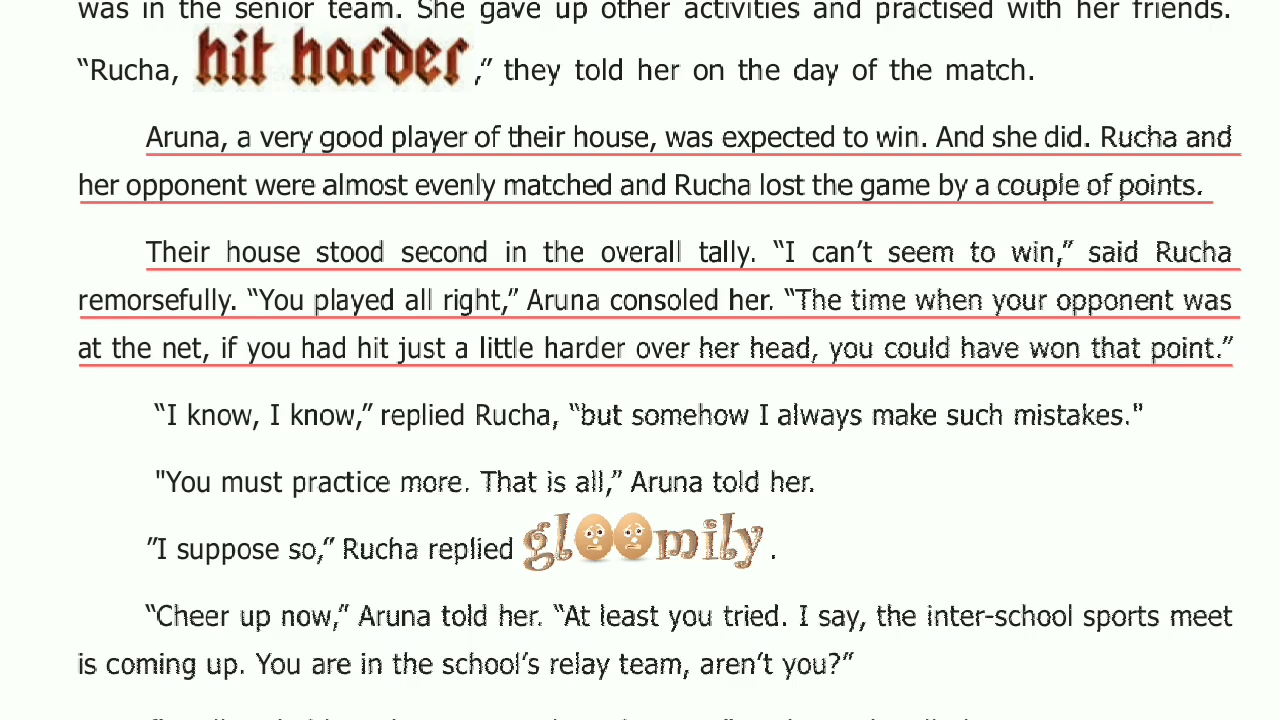 was in the senior team. She gave up other activities and practised with her friends.
“Rucha, hit harder,” they told her on the day of the match.
Aruna, a very good player of their house, was expected to win. And she did. Rucha and
her opponent were almost evenly matched and Rucha lost the game by a couple of points.
Their house stood second in the overall tally. “I can’t seem to win,” said Rucha
remorsefully. “You played all right,” Aruna consoled her. “The time when your opponent was
at the net, if you had hit just a little harder over her head, you could have won that point.”
“I know, I know,” replied Rucha, “but somehow I always make such mistakes."
"You must practice more. That is all,” Aruna told her.
”I suppose so,” Rucha replied gloomily.
“Cheer up now,” Aruna told her. “At least you tried. I say, the inter-school sports meet
is coming up. You are in the school’s relay team, aren’t you?”